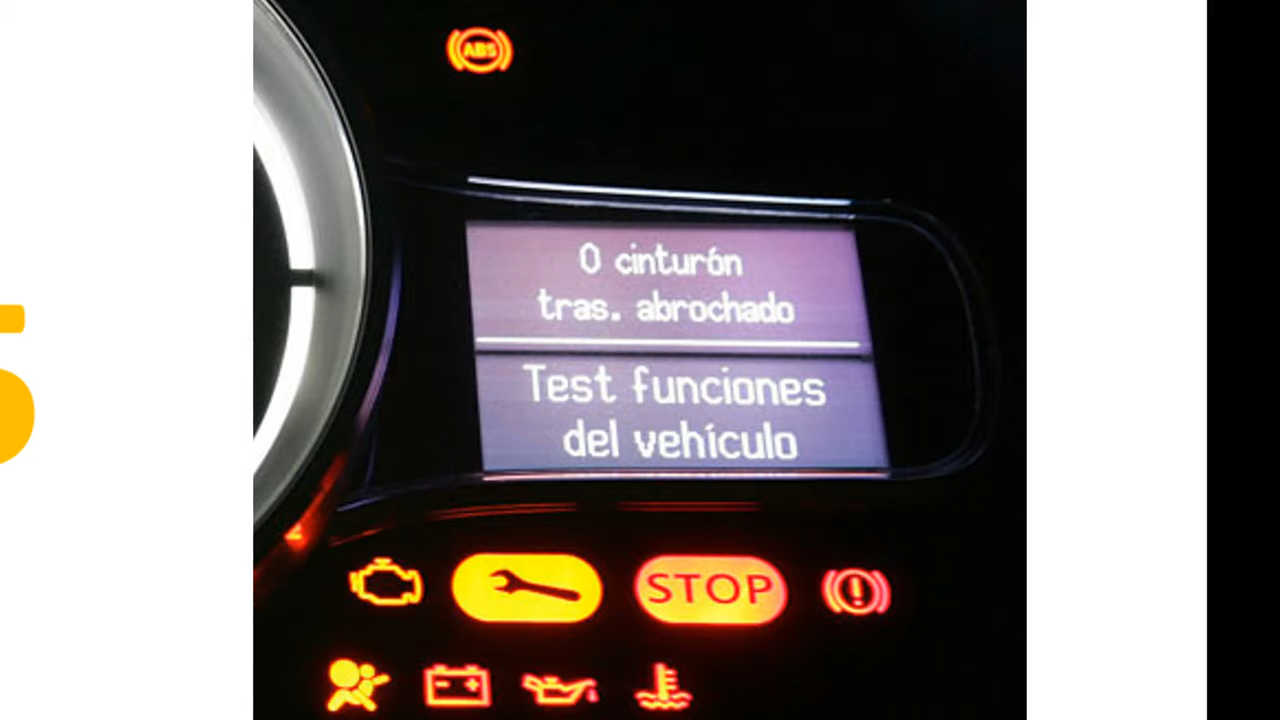 ABS
0 cinturón
tras. abrochado
Test funciones
del vehículo
STOP